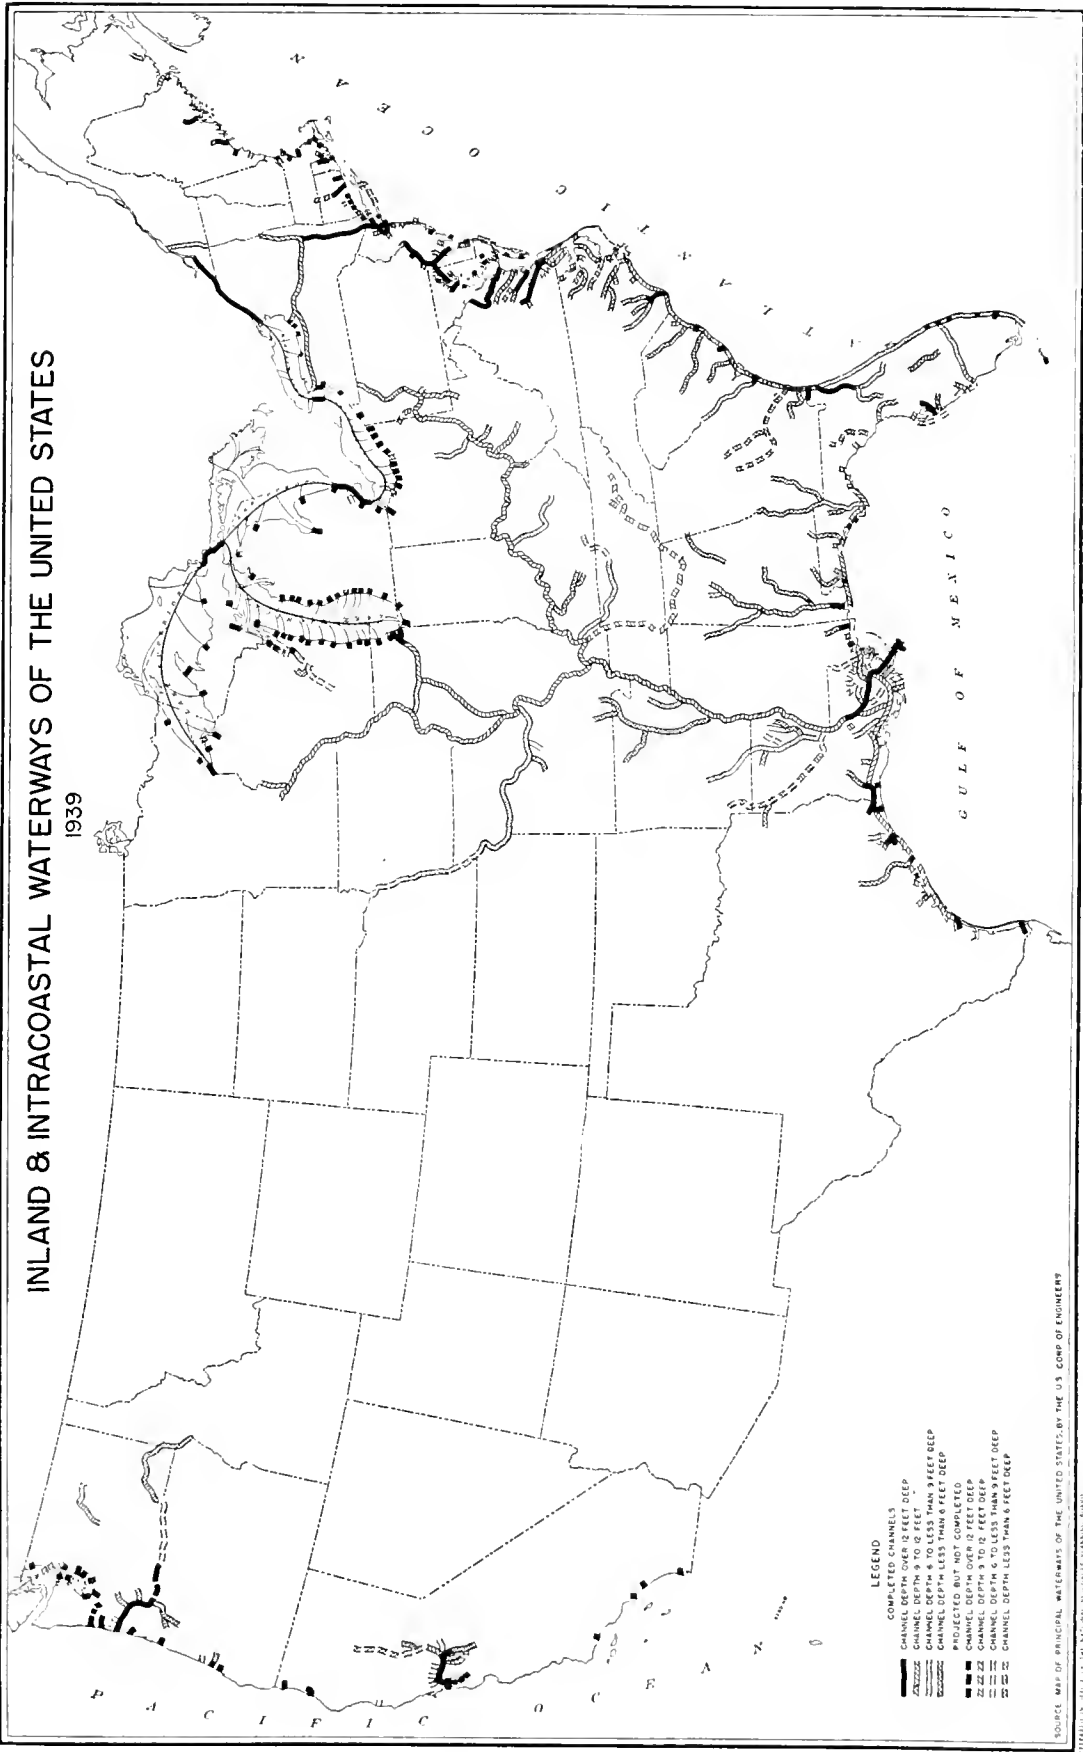 INLAND & INTRACOASTAL WATERWAYS OF THE UNITED STATES
1939
PACIFIC OCEAN
ATLANTIC OCEAN
GULF OF MEXICO
LEGEND
COMPLETED CHANNELS
CHANNEL DEPTH OVER 12 FEET DEEP
CHANNEL DEPTH 9 TO 12 FEET "
CHANNEL DEPTH 6 TO LESS THAN 9 FEET DEEP
CHANNEL DEPTH LESS THAN 6 FEET DEEP
PROJECTED BUT NOT COMPLETED
CHANNEL DEPTH OVER 12 FEET DEEP
CHANNEL DEPTH 9 TO 12 FEET DEEP
CHANNEL DEPTH 6 TO LESS THAN 9 FEET DEEP
CHANNEL DEPTH LESS THAN 6 FEET DEEP
SOURCE MAP OF PRINCIPAL WATERWAYS OF THE UNITED STATES, BY THE U.S. CORP OF ENGINEERS